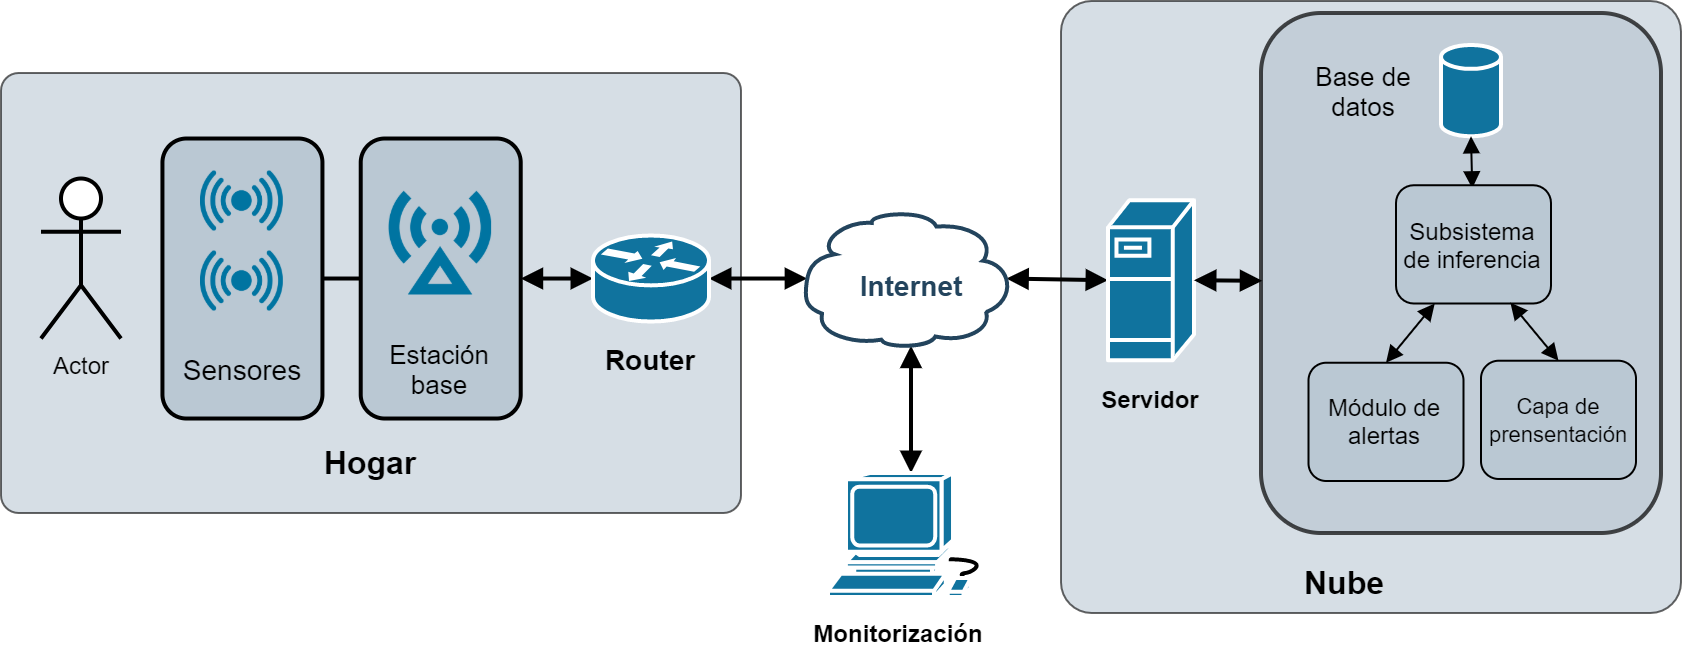 Actor
Sensores
Estación
base
Router
Hogar
Internet
Monitorización
Servidor
Base de
datos
Subsistema
de inferencia
Módulo de
alertas
Capa de
prensentación
Nube